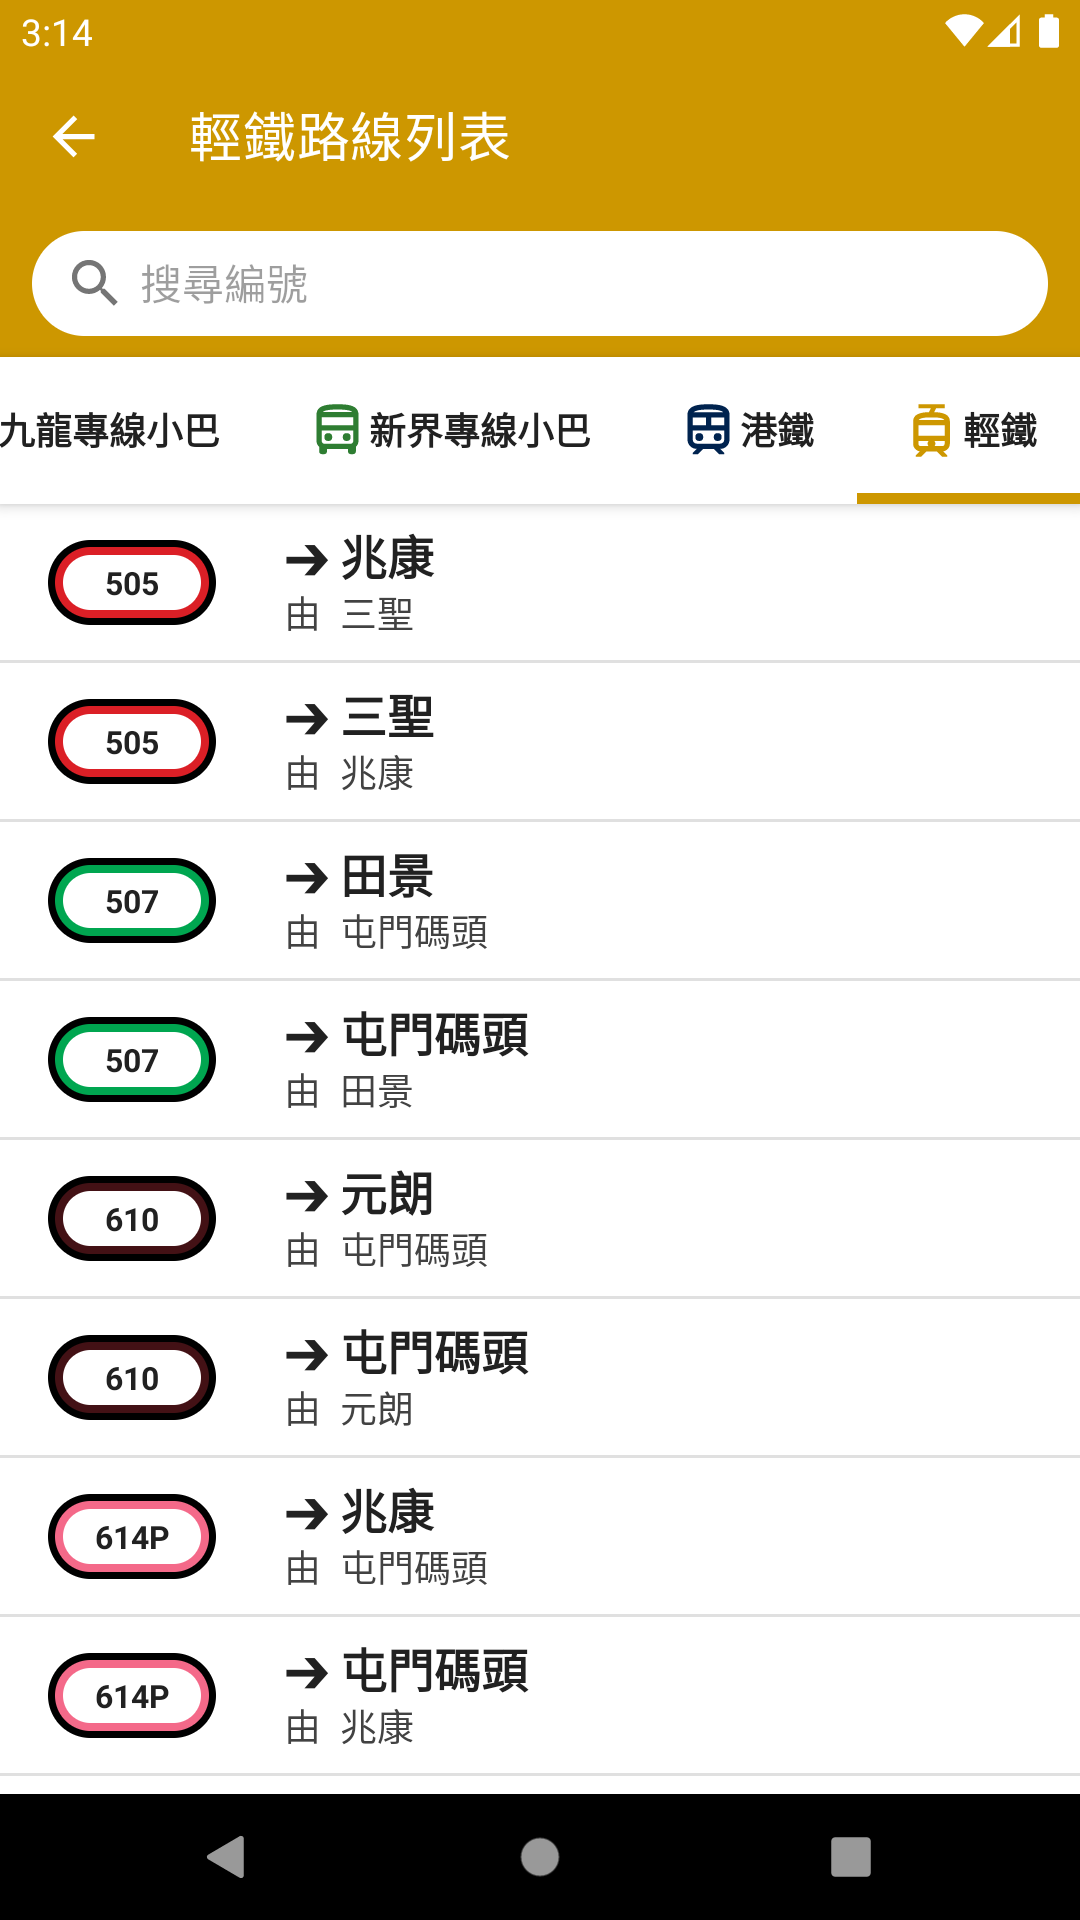 3:14
輕鐵路線列表
搜尋編號
九龍專線小巴 新界專線小巴 港鐵 輕鐵
505 → 兆康
由 三聖
505 → 三聖
由 兆康
507 → 田景
由 屯門碼頭
507 → 屯門碼頭
由 田景
610 → 元朗
由 屯門碼頭
610 → 屯門碼頭
由 元朗
614P → 兆康
由 屯門碼頭
614P → 屯門碼頭
由 兆康